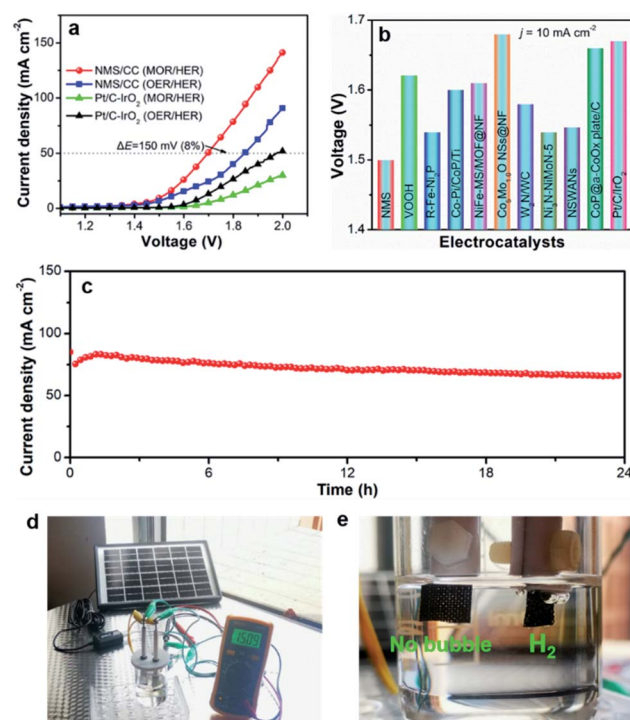 a
Current density (mA cm⁻²)
150
100
50
0
NMS/CC (MOR/HER)
NMS/CC (OER/HER)
Pt/C-IrO₂ (MOR/HER)
Pt/C-IrO₂ (OER/HER)
ΔE=150 mV (8%)
1.2 1.4 1.6 1.8 2.0
Voltage (V)
b
j = 10 mA cm⁻²
Voltage (V)
1.7
1.6
1.5
1.4
NMS
VOOH
R-Fe-Ni₂P
Co-Pi/CoP/Ti
NiFe-MS/MOF@NF
NSs@NF
W₂N/WC
Ni₃N-NiMoN-5
NSWANs
CoP@a-CoOx plate/C
Pt/C/IrO₂
Electrocatalysts
c
Current density (mA cm⁻²)
150
100
50
0
0 6 12 18 24
Time (h)
d
e
No bubble
H₂